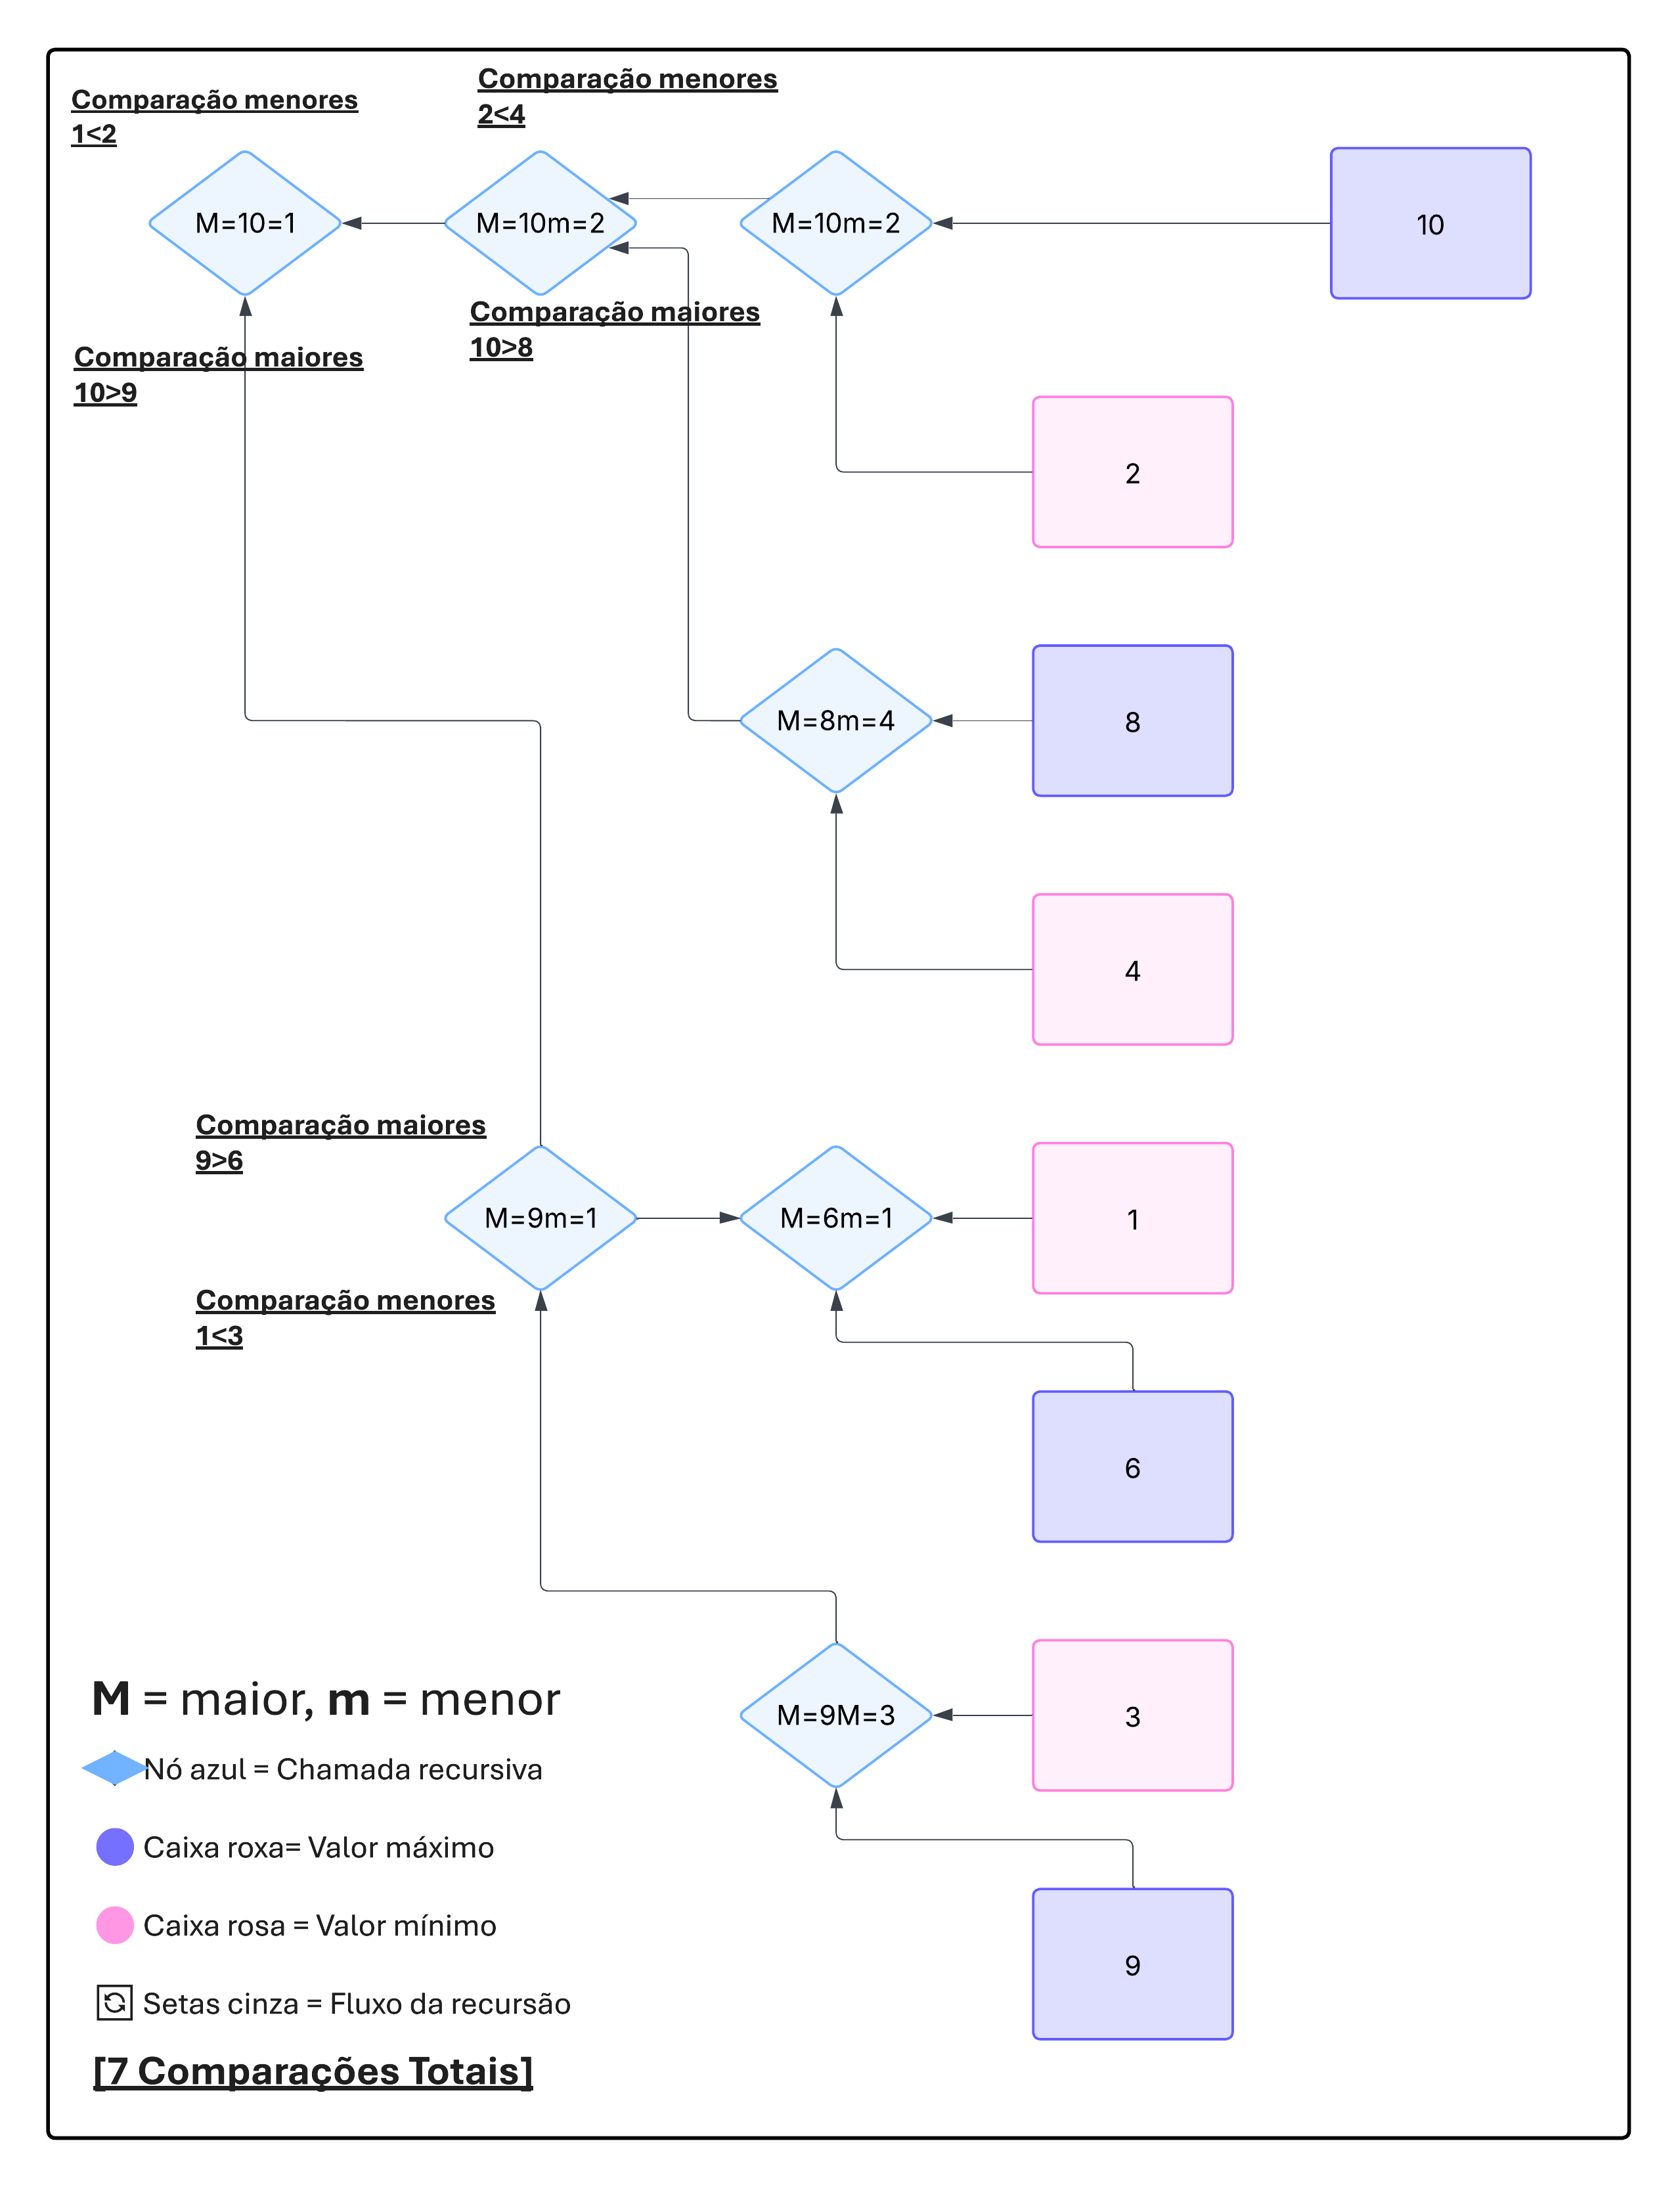 Comparação menores
2<4
Comparação menores
1<2
M=10=1
M=10m=2
M=10m=2
10
Comparação maiores
10>8
Comparação maiores
10>9
2
M=8m=4
8
4
Comparação maiores
9>6
M=9m=1
M=6m=1
1
Comparação menores
1<3
6
M=9M=3
3
9
M = maior, m = menor
Nó azul = Chamada recursiva
Caixa roxa= Valor máximo
Caixa rosa = Valor mínimo
Setas cinza = Fluxo da recursão
[7 Comparações Totais]